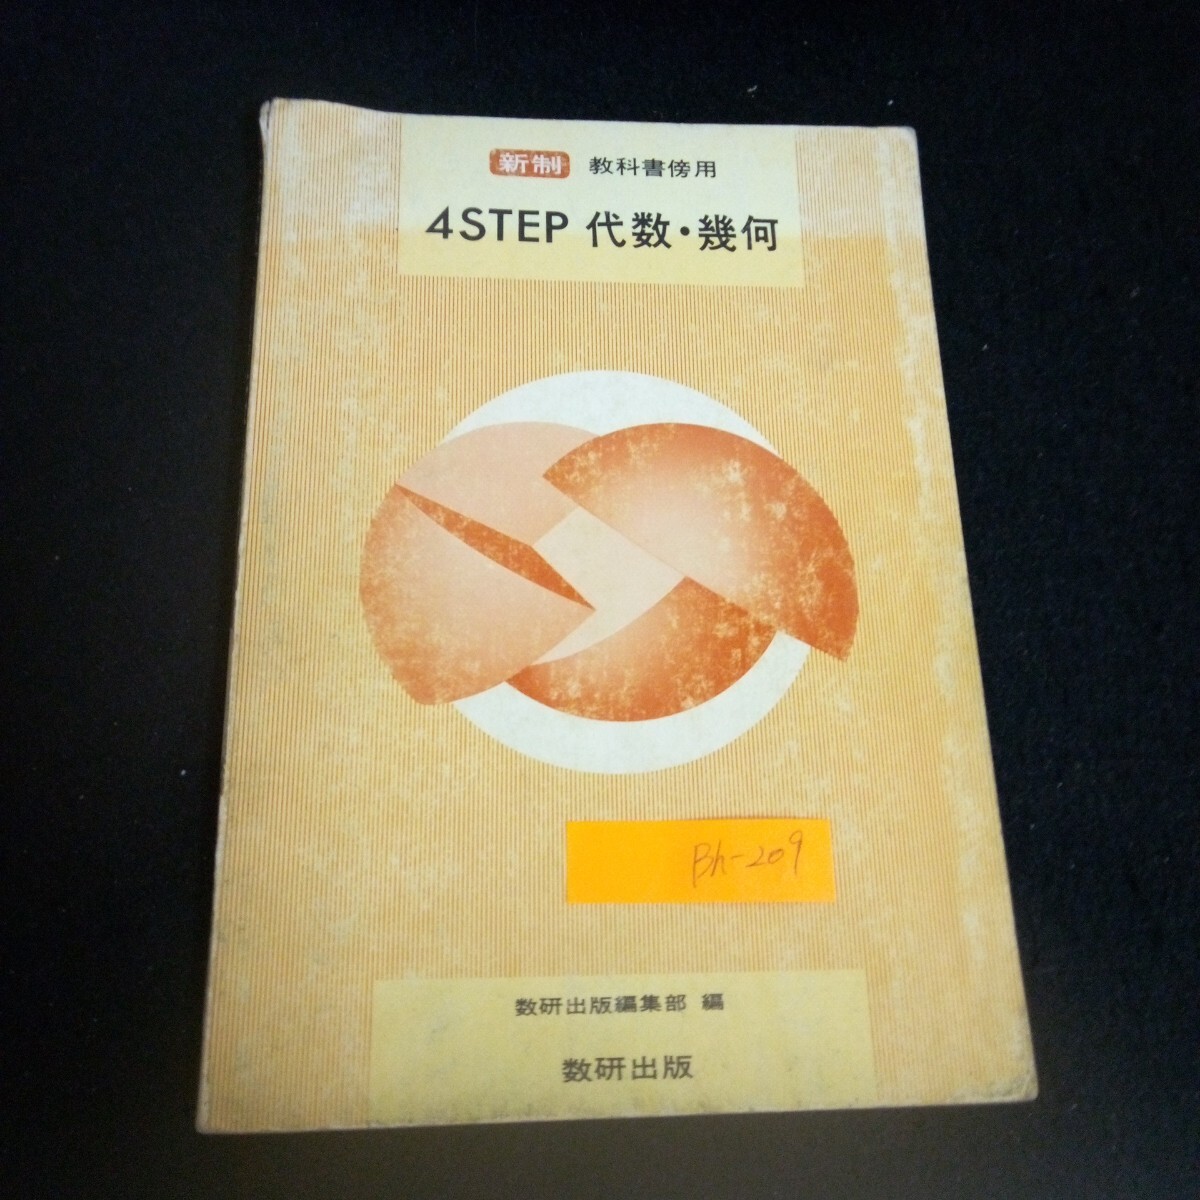 新制 教科書傍用
4STEP 代数・幾何
Bh-209
数研出版編集部 編
数研出版